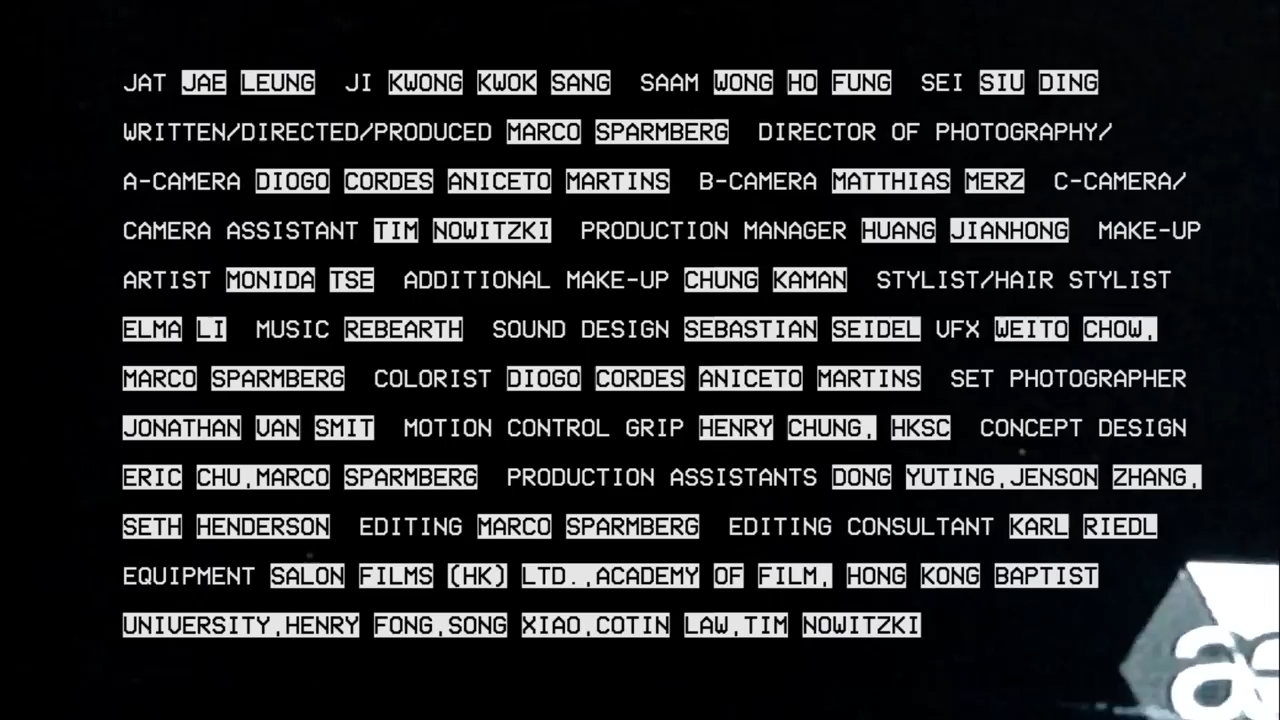 JAT JAE LEUNG JI KWONG KWOK SANG SAAM WONG HO FUNG SEI SIU DING
WRITTEN/DIRECTED/PRODUCED MARCO SPARMBERG DIRECTOR OF PHOTOGRAPHY/
A-CAMERA DIOGO CORDES ANICETO MARTINS B-CAMERA MATTHIAS MERZ C-CAMERA/
CAMERA ASSISTANT TIM NOWITZKI PRODUCTION MANAGER HUANG JIANHONG MAKE-UP
ARTIST MONIDA TSE ADDITIONAL MAKE-UP CHUNG KAMAN STYLIST/HAIR STYLIST
ELMA LI MUSIC REBEARTH SOUND DESIGN SEBASTIAN SEIDEL VFX WEITO CHOW,
MARCO SPARMBERG COLORIST DIOGO CORDES ANICETO MARTINS SET PHOTOGRAPHER
JONATHAN VAN SMIT MOTION CONTROL GRIP HENRY CHUNG, HKSC CONCEPT DESIGN
ERIC CHU,MARCO SPARMBERG PRODUCTION ASSISTANTS DONG YUTING,JENSON ZHANG,
SETH HENDERSON EDITING MARCO SPARMBERG EDITING CONSULTANT KARL RIEDL
EQUIPMENT SALON FILMS (HK) LTD.,ACADEMY OF FILM, HONG KONG BAPTIST
UNIVERSITY,HENRY FONG,SONG XIAO,COTIN LAW,TIM NOWITZKI